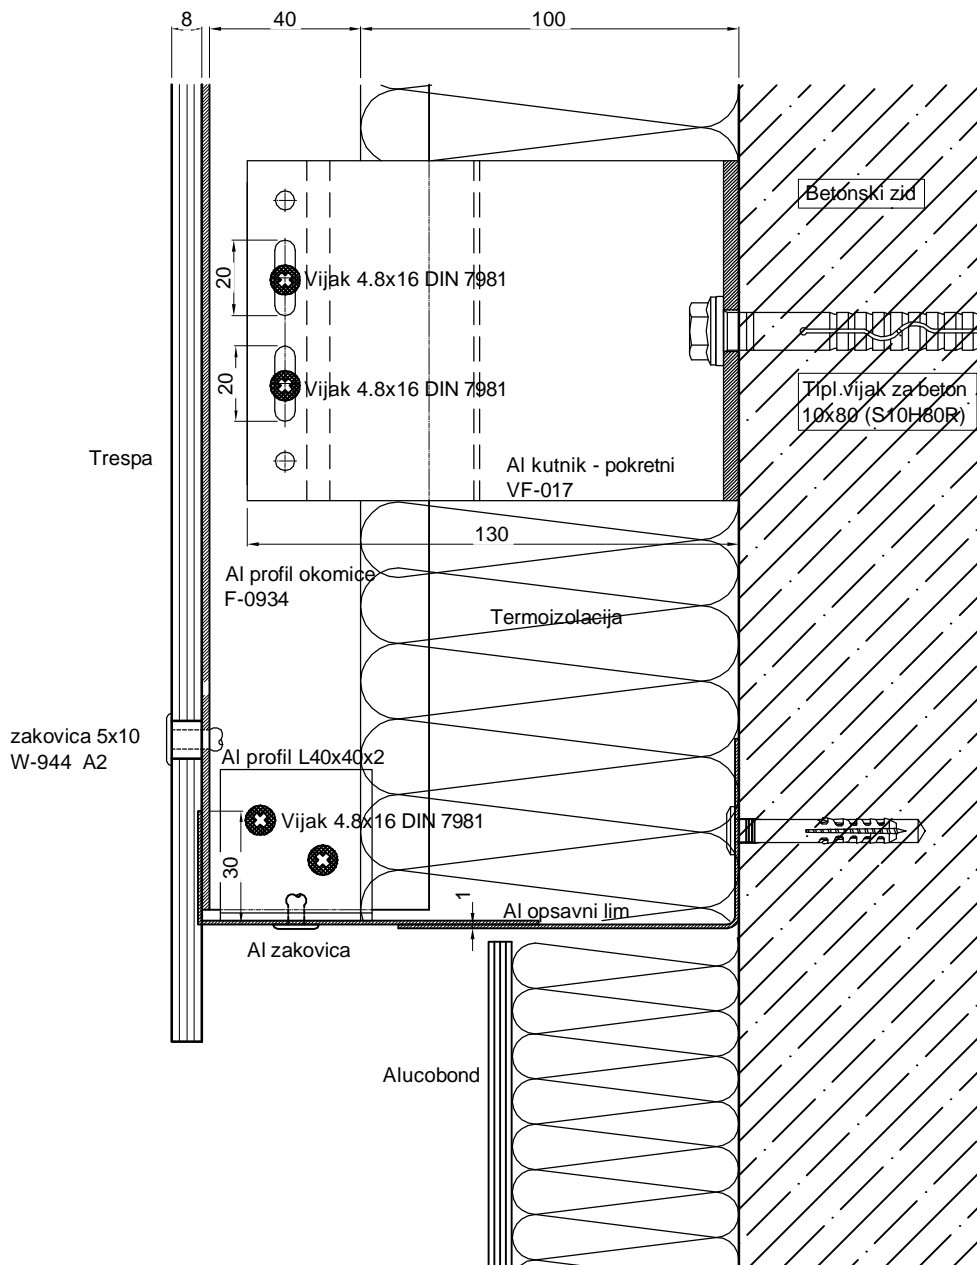 8
40
100
Betonski zid
20
Vijak 4.8x16 DIN 7981
20
Vijak 4.8x16 DIN 7981
Tipl.vijak za beton
10x80 (S10H80R)
Trespa
Al kutnik - pokretni
VF-017
130
Al profil okomice
F-0934
Termoizolacija
zakovica 5x10
W-944 A2
Al profil L40x40x2
Vijak 4.8x16 DIN 7981
30
1
Al opsavni lim
Al zakovica
Alucobond